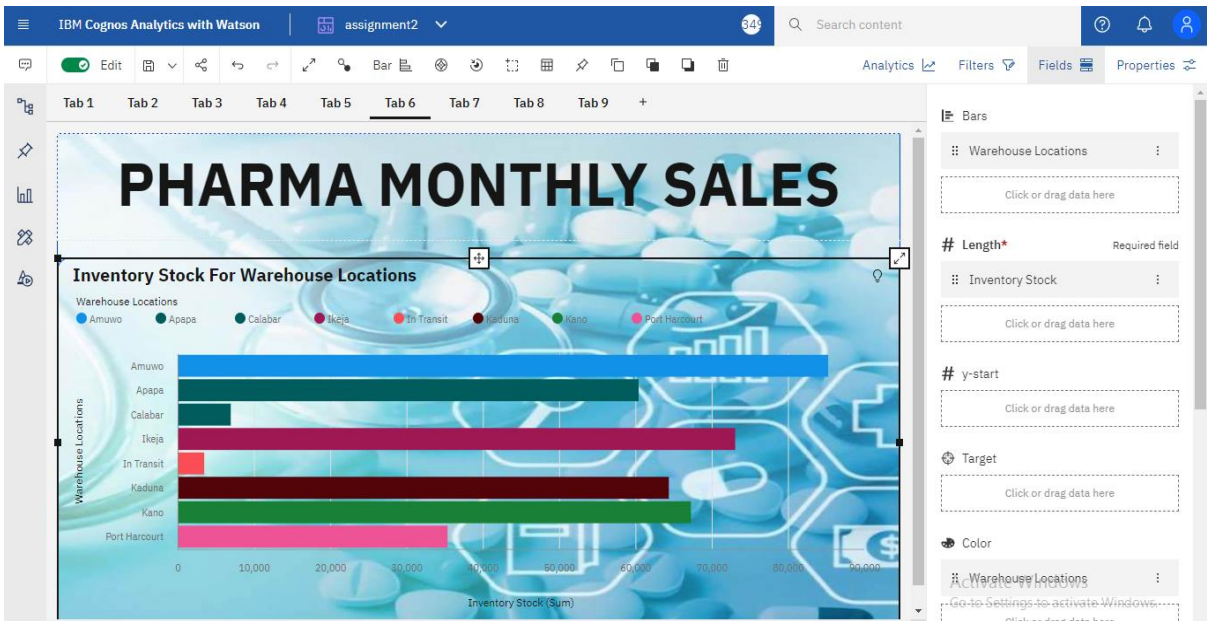 IBM Cognos Analytics with Watson
assignment2
349
Search content
Edit
Bar
Analytics
Filters
Fields
Properties
Tab 1 Tab 2 Tab 3 Tab 4 Tab 5 Tab 6 Tab 7 Tab 8 Tab 9 +
PHARMA MONTHLY SALES
Inventory Stock For Warehouse Locations
Warehouse Locations
Amuwo Apapa Calabar Ikeja In Transit Kaduna Kano Port Harcourt
Warehouse Locations
Amuwo
Apapa
Calabar
Ikeja
In Transit
Kaduna
Kano
Port Harcourt
0 10,000 20,000 30,000 40,000 50,000 60,000 70,000 80,000 90,000
Inventory Stock (Sum)
Bars
Warehouse Locations
Click or drag data here
# Length* Required field
Inventory Stock
Click or drag data here
# y-start
Click or drag data here
Target
Click or drag data here
Color
Warehouse Locations
Activate Windows
Go to Settings to activate Windows.
Click or drag data here